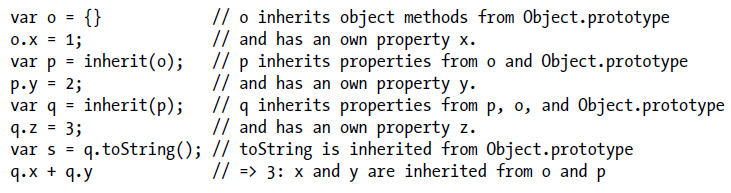 var o = {} // o inherits object methods from Object.prototype
o.x = 1; // and has an own property x.
var p = inherit(o); // p inherits properties from o and Object.prototype
p.y = 2; // and has an own property y.
var q = inherit(p); // q inherits properties from p, o, and Object.prototype
q.z = 3; // and has an own property z.
var s = q.toString(); // toString is inherited from Object.prototype
q.x + q.y // => 3: x and y are inherited from o and p